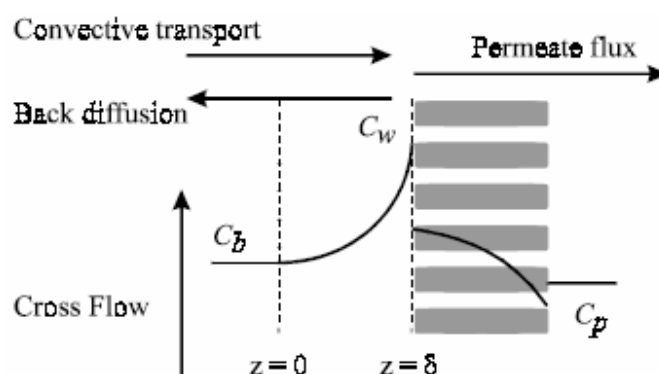 Convective transport
Permeate flux
Back diffusion
C_w
C_b
Cross Flow
C_p
z = 0
z = δ